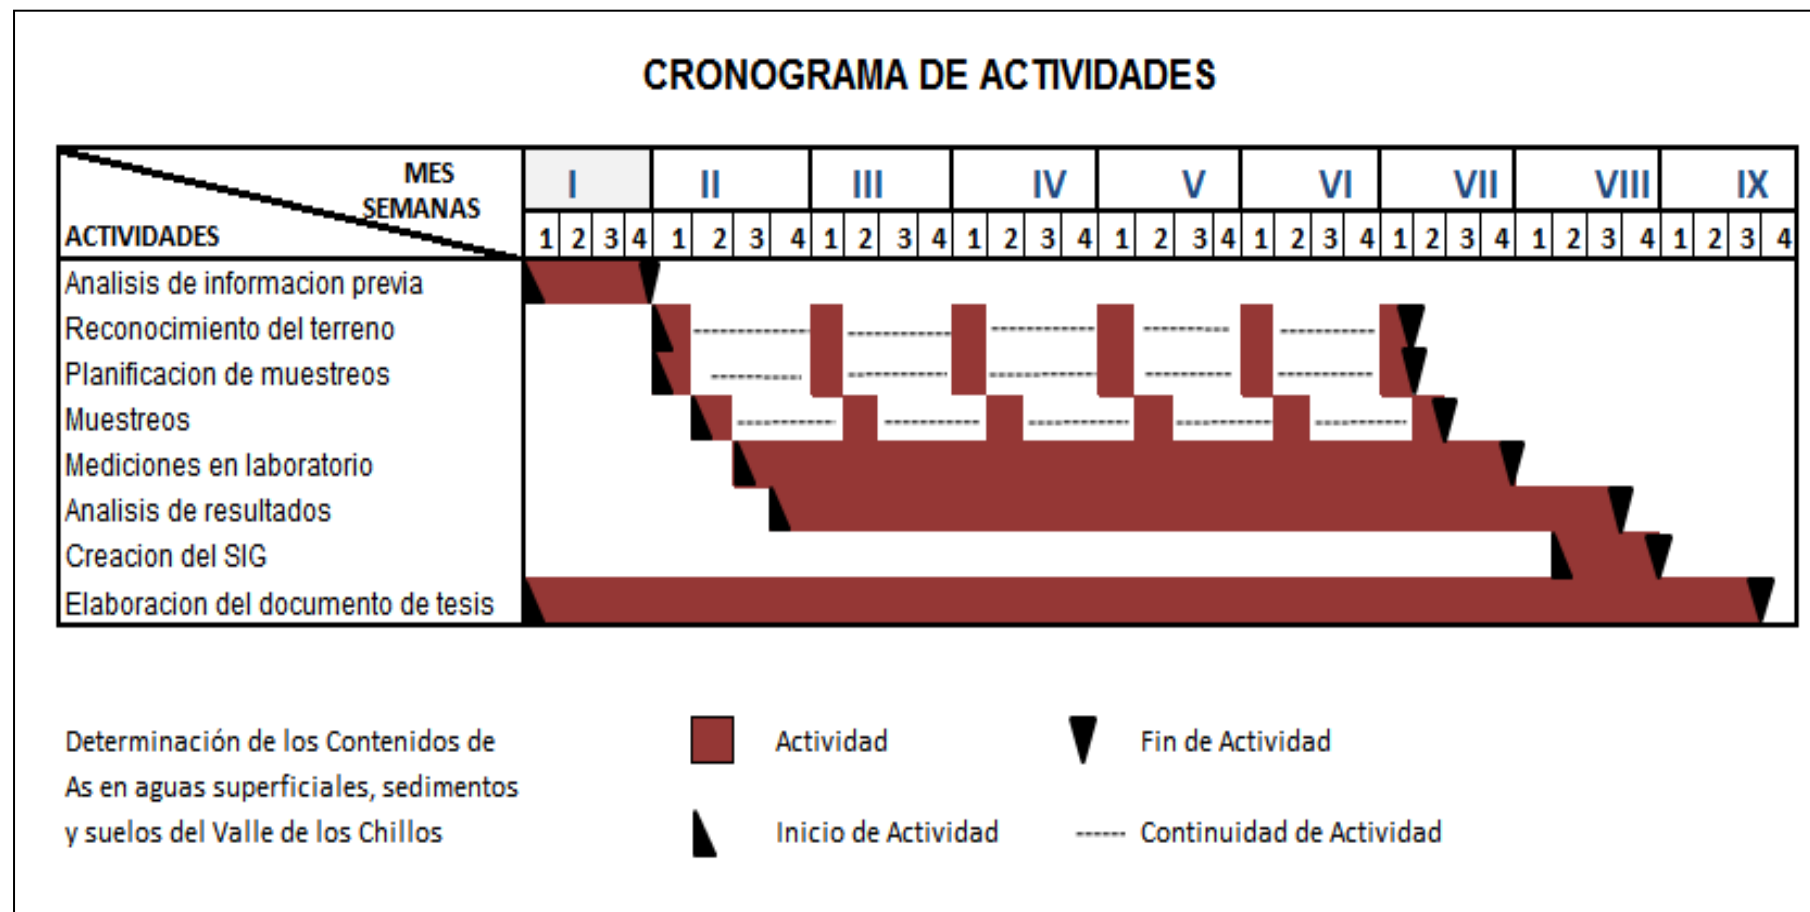 CRONOGRAMA DE ACTIVIDADES
MES
SEMANAS
ACTIVIDADES
I II III IV V VI VII VIII IX
1 2 3 4 1 2 3 4 1 2 3 4 1 2 3 4 1 2 3 4 1 2 3 4 1 2 3 4 1 2 3 4 1 2 3 4
Analisis de informacion previa
Reconocimiento del terreno
Planificacion de muestreos
Muestreos
Mediciones en laboratorio
Analisis de resultados
Creacion del SIG
Elaboracion del documento de tesis
Determinación de los Contenidos de
As en aguas superficiales, sedimentos
y suelos del Valle de los Chillos
Actividad
Fin de Actividad
Inicio de Actividad
Continuidad de Actividad